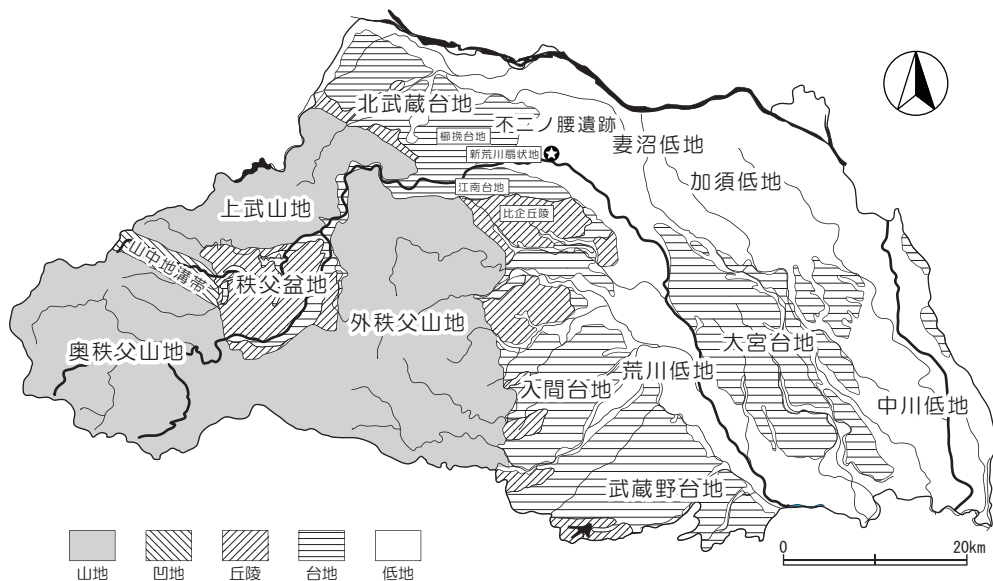 北武蔵台地
不二ノ腰遺跡
櫛挽台地
妻沼低地
新荒川扇状地
加須低地
江南台地
上武山地
比企丘陵
山中地溝帯
秩父盆地
外秩父山地
大宮台地
奥秩父山地
荒川低地
入間台地
中川低地
武蔵野台地
山地 凹地 丘陵 台地 低地
0 20km